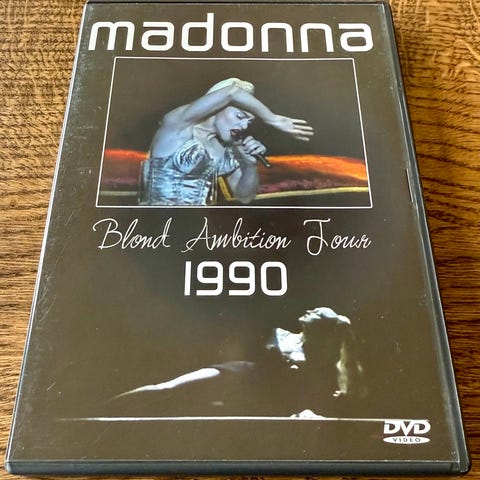 madonna
Blond Ambition Tour
1990
DVD
VIDEO